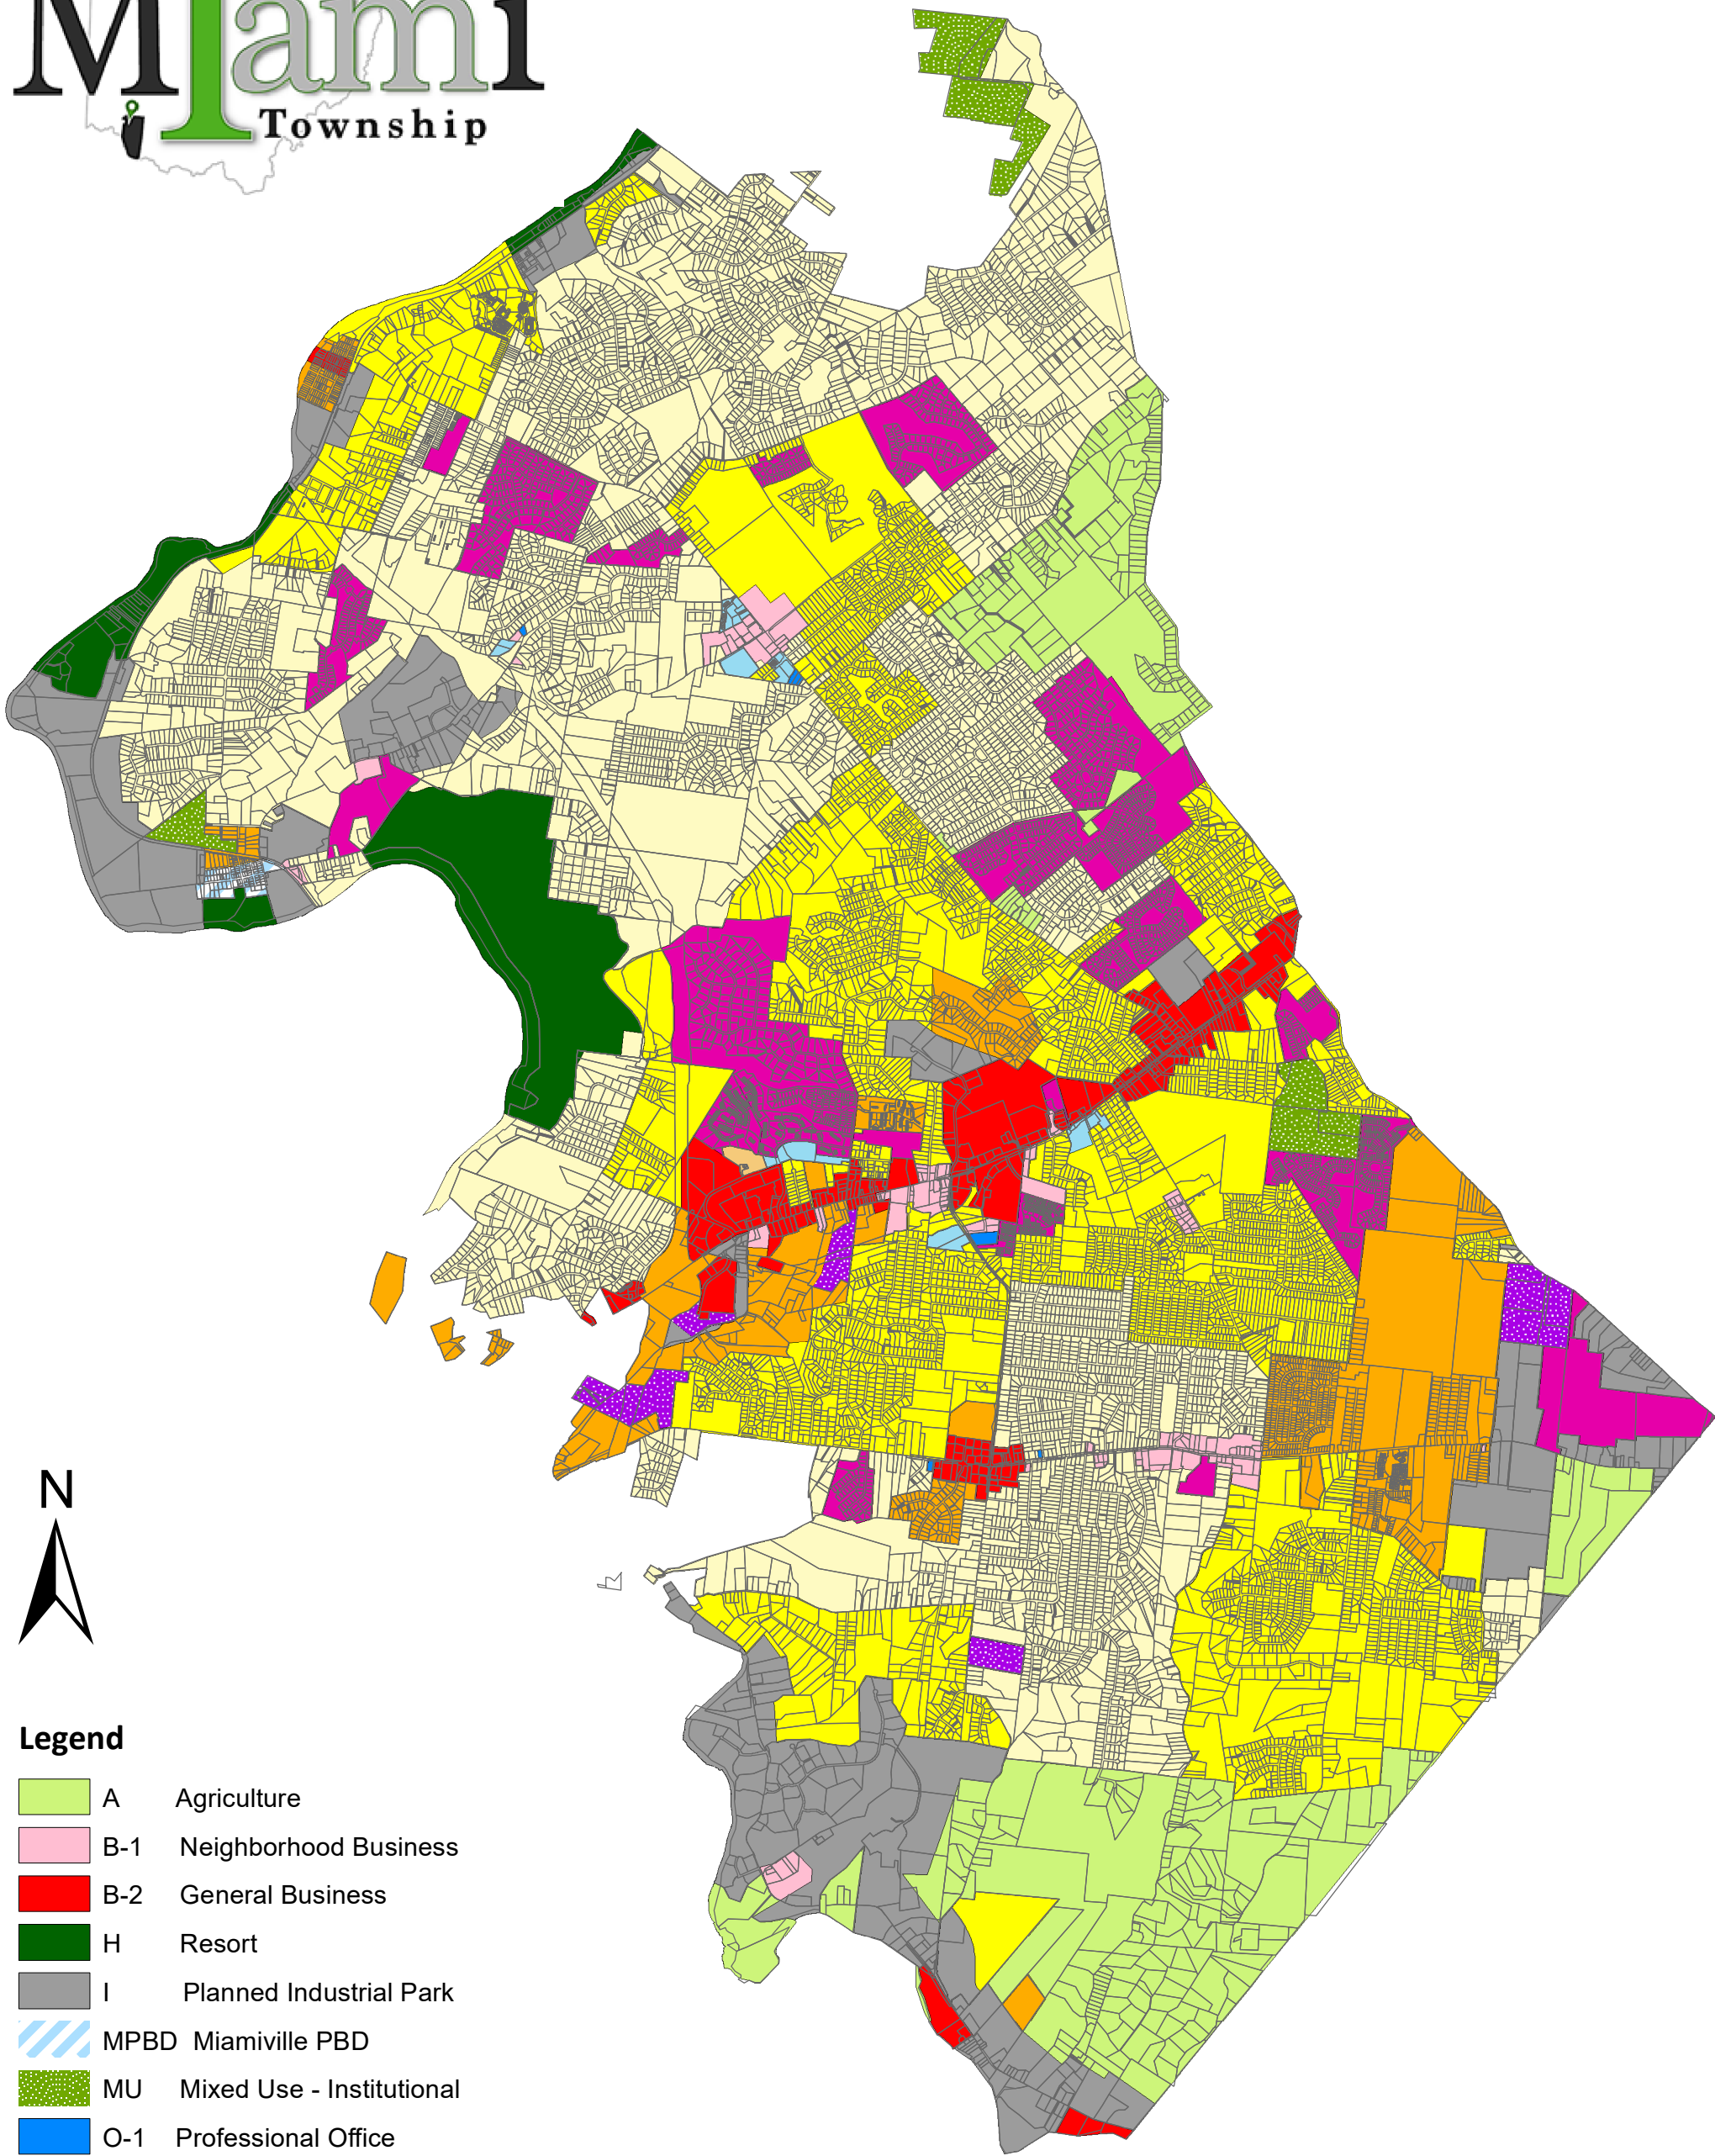 Miami
Township
N
Legend
A Agriculture
B-1 Neighborhood Business
B-2 General Business
H Resort
I Planned Industrial Park
MPBD Miamiville PBD
MU Mixed Use - Institutional
O-1 Professional Office